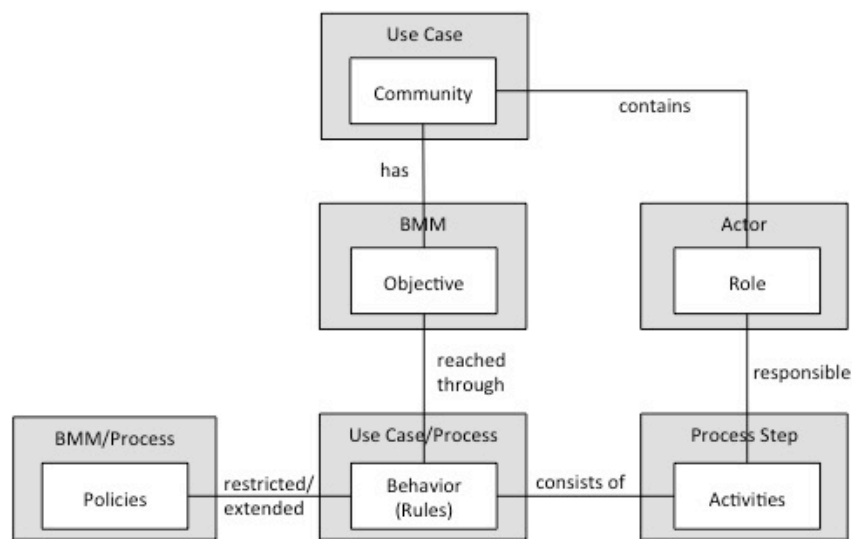 Use Case
Community
contains
has
BMM
Objective
Actor
Role
reached
through
responsible
BMM/Process
Policies
restricted/
extended
Use Case/Process
Behavior
(Rules)
consists of
Process Step
Activities